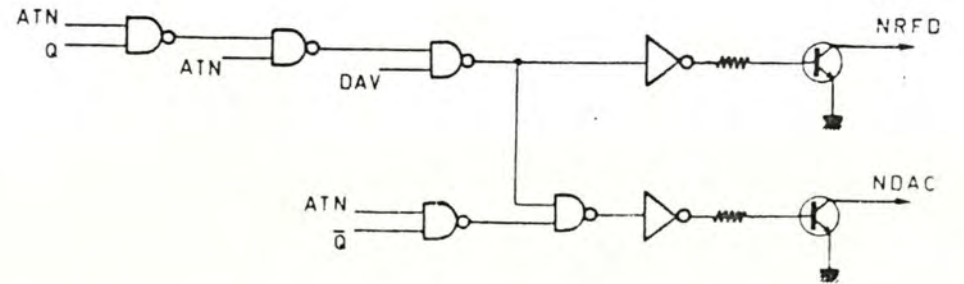 ATN
Q
ATN
DAV
NRFD
ATN
Q̅
NDAC